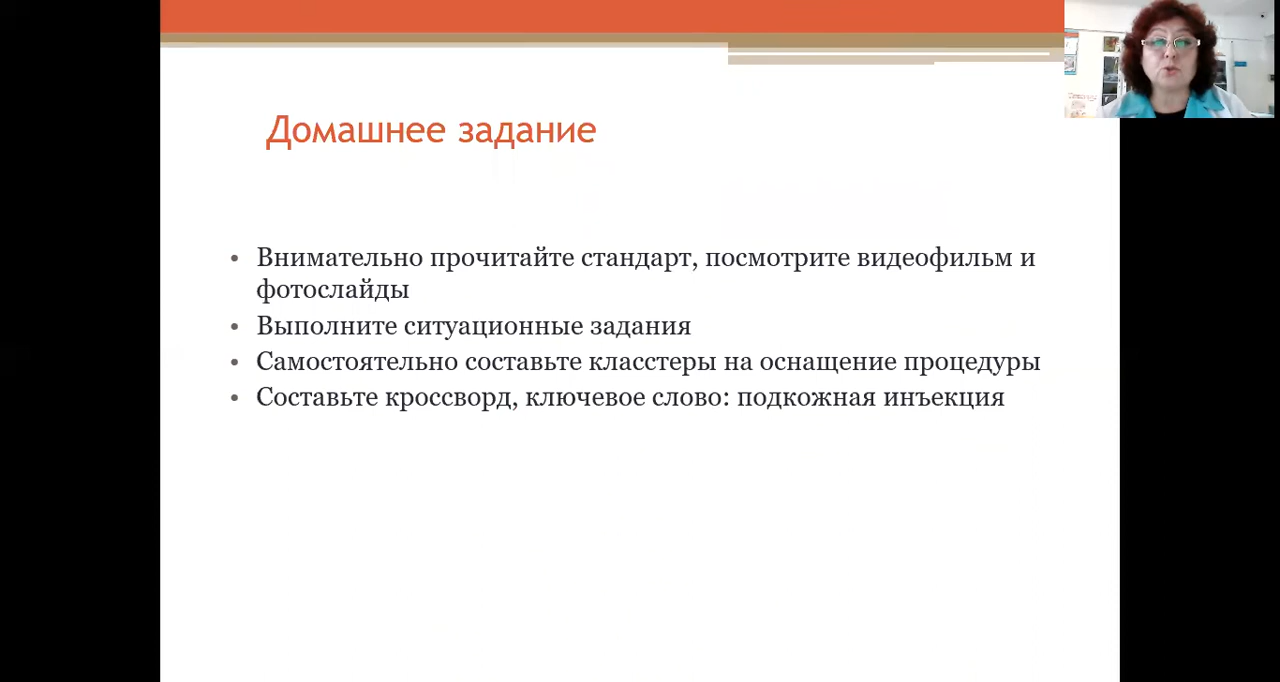 Домашнее задание
• Внимательно прочитайте стандарт, посмотрите видеофильм и
фотослайды
• Выполните ситуационные задания
• Самостоятельно составьте класстеры на оснащение процедуры
• Составьте кроссворд, ключевое слово: подкожная инъекция